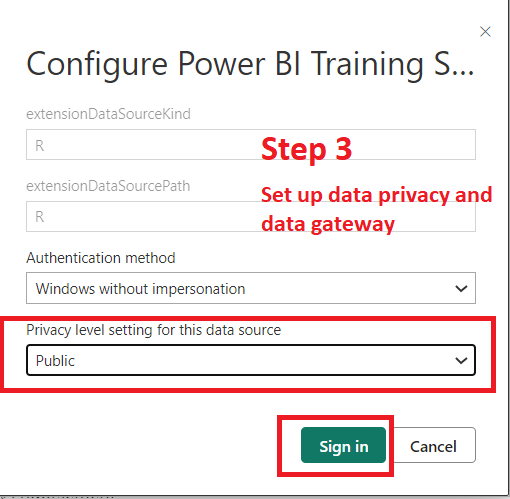 Configure Power BI Training S...
extensionDataSourceKind
R
Step 3
extensionDataSourcePath
Set up data privacy and
R
data gateway
Authentication method
Windows without impersonation
Privacy level setting for this data source
Public
Sign in
Cancel